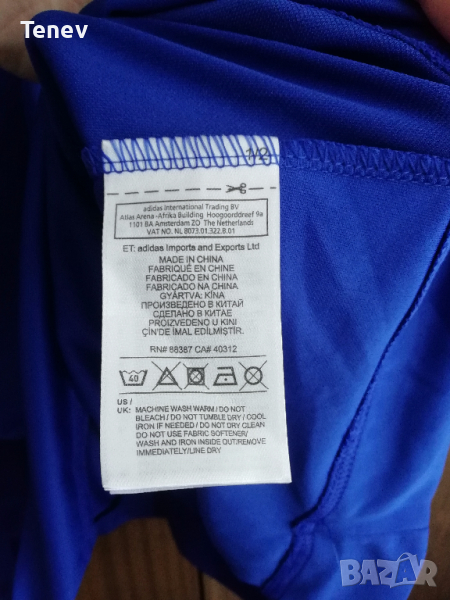 Tenev
1/2
adidas International Trading BV
Atlas Arena -Afrika Building Hoogoorddreef 9a
1101 BA Amsterdam ZO The Netherlands
VAT NO. NL 8073.01.322.B.01
ET: adidas Imports and Exports Ltd
MADE IN CHINA
FABRIQUÉ EN CHINE
FABRICADO EN CHINA
FABRICADO NA CHINA
GYÁRTVA: KÍNA
ПРОИЗВЕДЕНО В КИТАЙ
СДЕЛАНО В КИТАЕ
PROIZVEDENO U KINI
ÇİN'DE İMAL EDİLMİŞTİR.
RN# 88387 CA# 40312
40
US /
UK: MACHINE WASH WARM / DO NOT
BLEACH / DO NOT TUMBLE DRY / COOL
IRON IF NEEDED / DO NOT DRY CLEAN
DO NOT USE FABRIC SOFTENER/
WASH AND IRON INSIDE OUT/REMOVE
IMMEDIATELY/LINE DRY
BAZAR